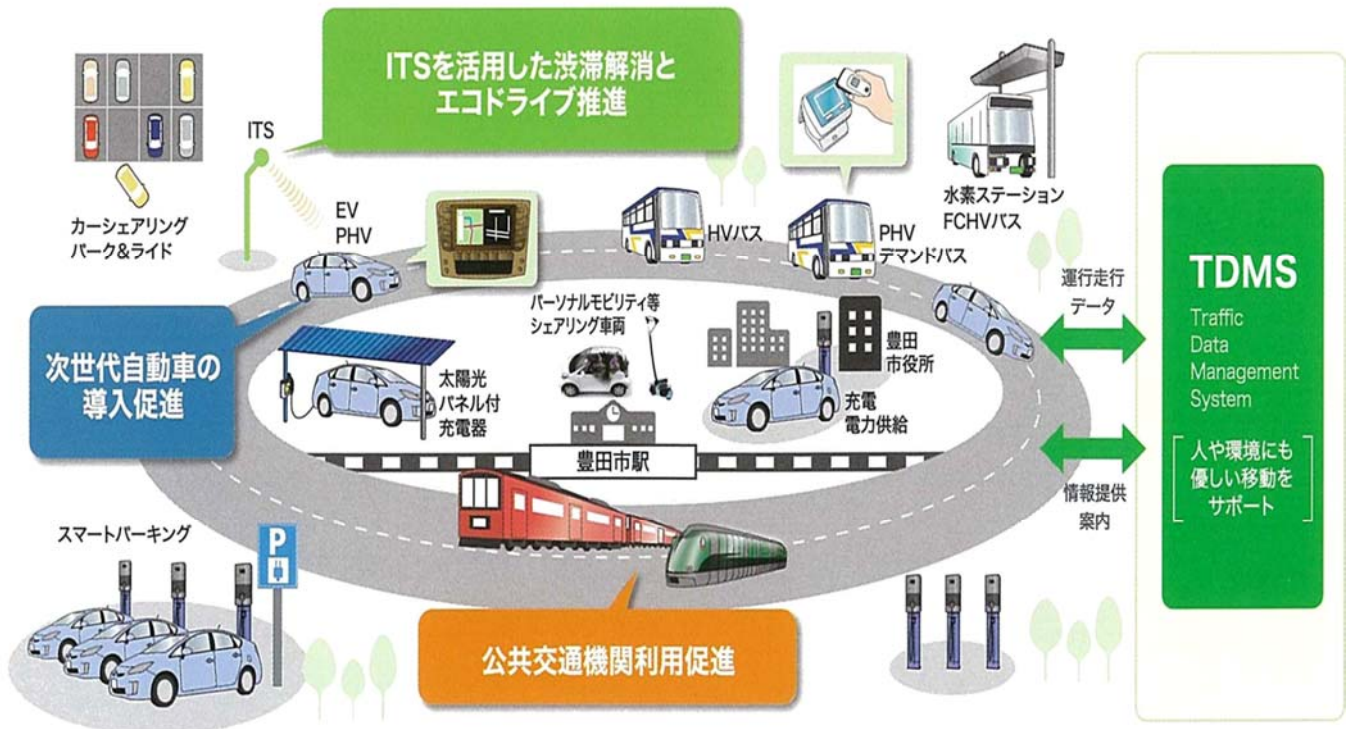 ITSを活用した渋滞解消と
エコドライブ推進
ITS
カーシェアリング
パーク&ライド
EV
PHV
HVバス
PHV
デマンドバス
水素ステーション
FCHVバス
次世代自動車の
導入促進
太陽光
パネル付
充電器
パーソナルモビリティ等
シェアリング車両
豊田
市役所
充電
電力供給
豊田市駅
運行走行
データ
情報提供
案内
TDMS
Traffic
Data
Management
System
人や環境にも
優しい移動を
サポート
スマートパーキング
P
公共交通機関利用促進